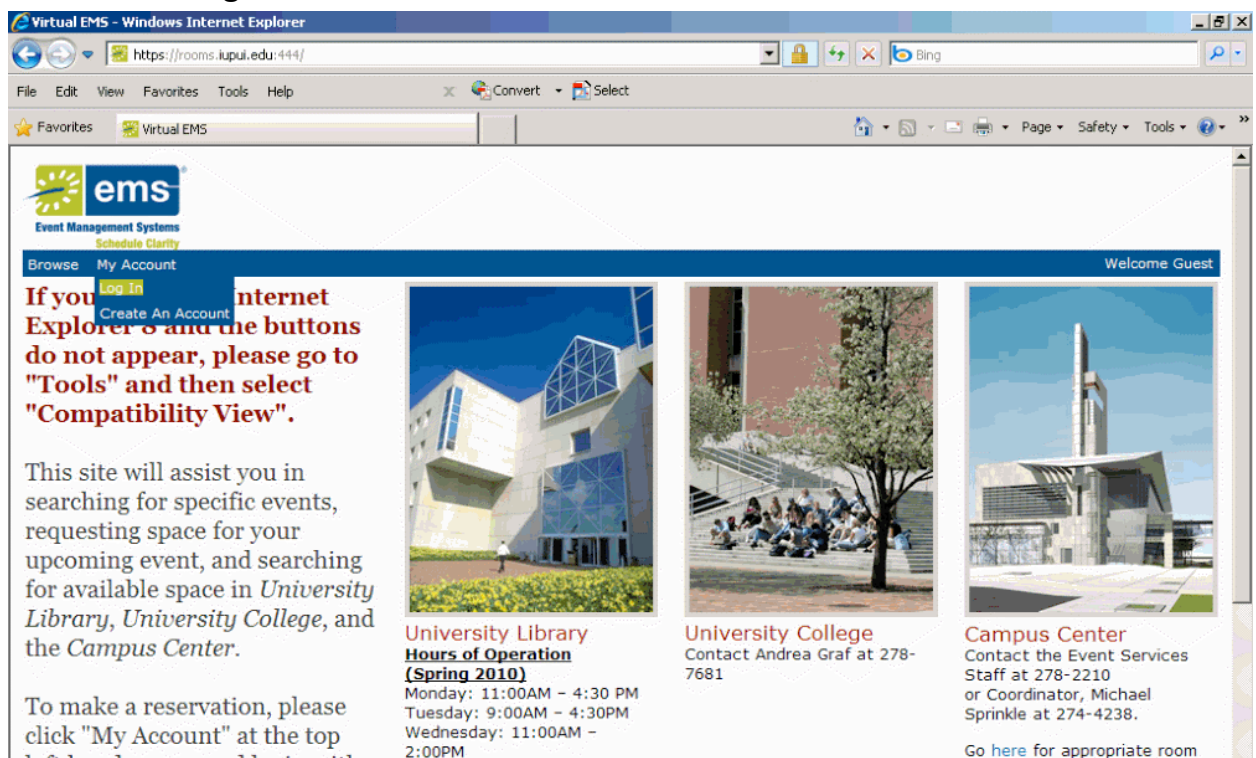 Virtual EMS - Windows Internet Explorer
https://rooms.iupui.edu:444/
Bing
File Edit View Favorites Tools Help
x Convert Select
Favorites Virtual EMS
Page Safety Tools »
ems
Event Management Systems
Schedule Clarity
Browse My Account Welcome Guest
Log In
Create An Account
If you Internet
Explorer 8 and the buttons
do not appear, please go to
"Tools" and then select
"Compatibility View".
This site will assist you in
searching for specific events,
requesting space for your
upcoming event, and searching
for available space in University
Library, University College, and
the Campus Center.
To make a reservation, please
click "My Account" at the top
University Library
Hours of Operation
(Spring 2010)
Monday: 11:00AM – 4:30 PM
Tuesday: 9:00AM – 4:30PM
Wednesday: 11:00AM –
2:00PM
University College
Contact Andrea Graf at 278-
7681
Campus Center
Contact the Event Services
Staff at 278-2210
or Coordinator, Michael
Sprinkle at 274-4238.
Go here for appropriate room